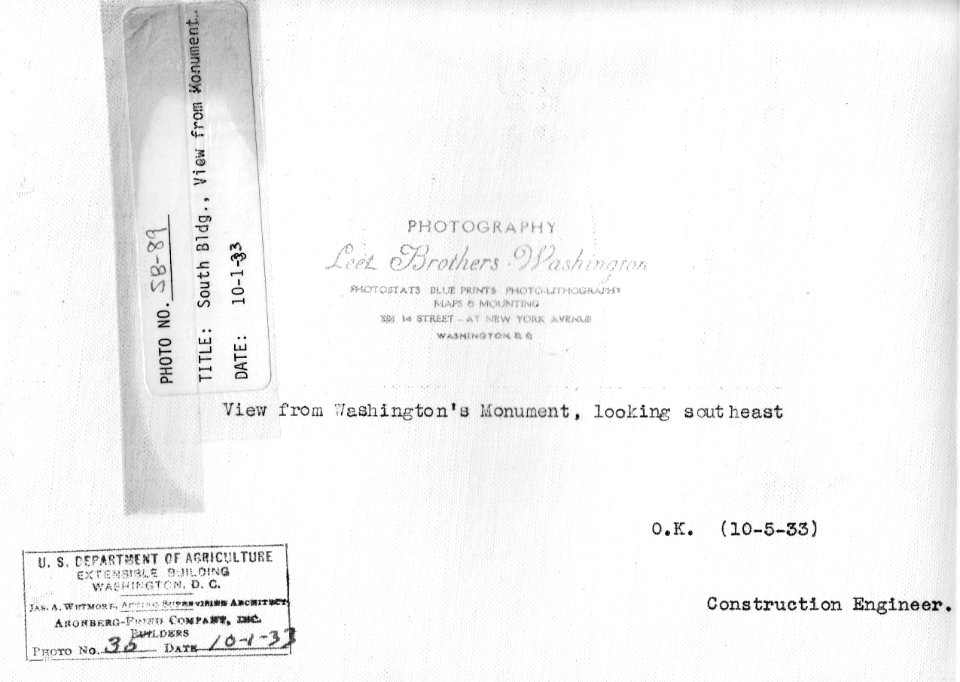 PHOTO NO. SB-89
TITLE: South Bldg., View from Monument.
DATE: 10-1-33
PHOTOGRAPHY
Leet Brothers Washington
PHOTOSTATS BLUE PRINTS PHOTO-LITHOGRAPHY
MAPS & MOUNTING
14 STREET - AT NEW YORK AVENUE
WASHINGTON, D. C.
View from Washington's Monument, looking southeast
O.K. (10-5-33)
Construction Engineer.
U. S. DEPARTMENT OF AGRICULTURE
EXTENSIBLE BUILDING
WASHINGTON, D. C.
JAS. A. WETMORE, ACTING SUPERVISING ARCHITECT
ARONBERG-FRIED COMPANY, INC.
BUILDERS
PHOTO NO. 36 DATE 10-1-33